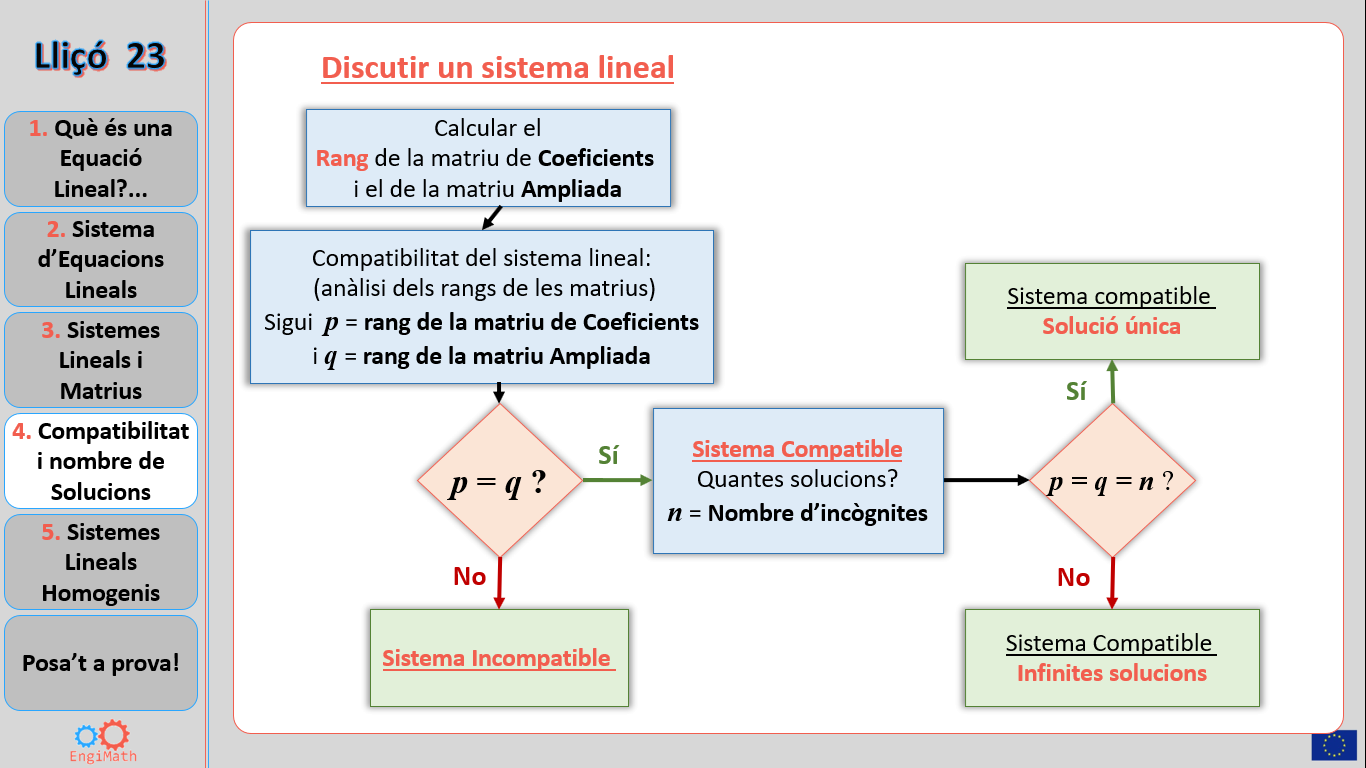 Lliçó 23
1. Què és una
Equació
Lineal?...
2. Sistema
d’Equacions
Lineals
3. Sistemes
Lineals i
Matrius
4. Compatibilitat
i nombre de
Solucions
5. Sistemes
Lineals
Homogenis
Posa’t a prova!
EngiMath
Discutir un sistema lineal
Calcular el
Rang de la matriu de Coeficients
i el de la matriu Ampliada
Compatibilitat del sistema lineal:
(anàlisi dels rangs de les matrius)
Sigui p = rang de la matriu de Coeficients
i q = rang de la matriu Ampliada
p = q ?
Sí
No
Sistema Incompatible
Sistema Compatible
Quantes solucions?
n = Nombre d’incògnites
p = q = n ?
Sí
Sistema compatible
Solució única
No
Sistema Compatible
Infinites solucions